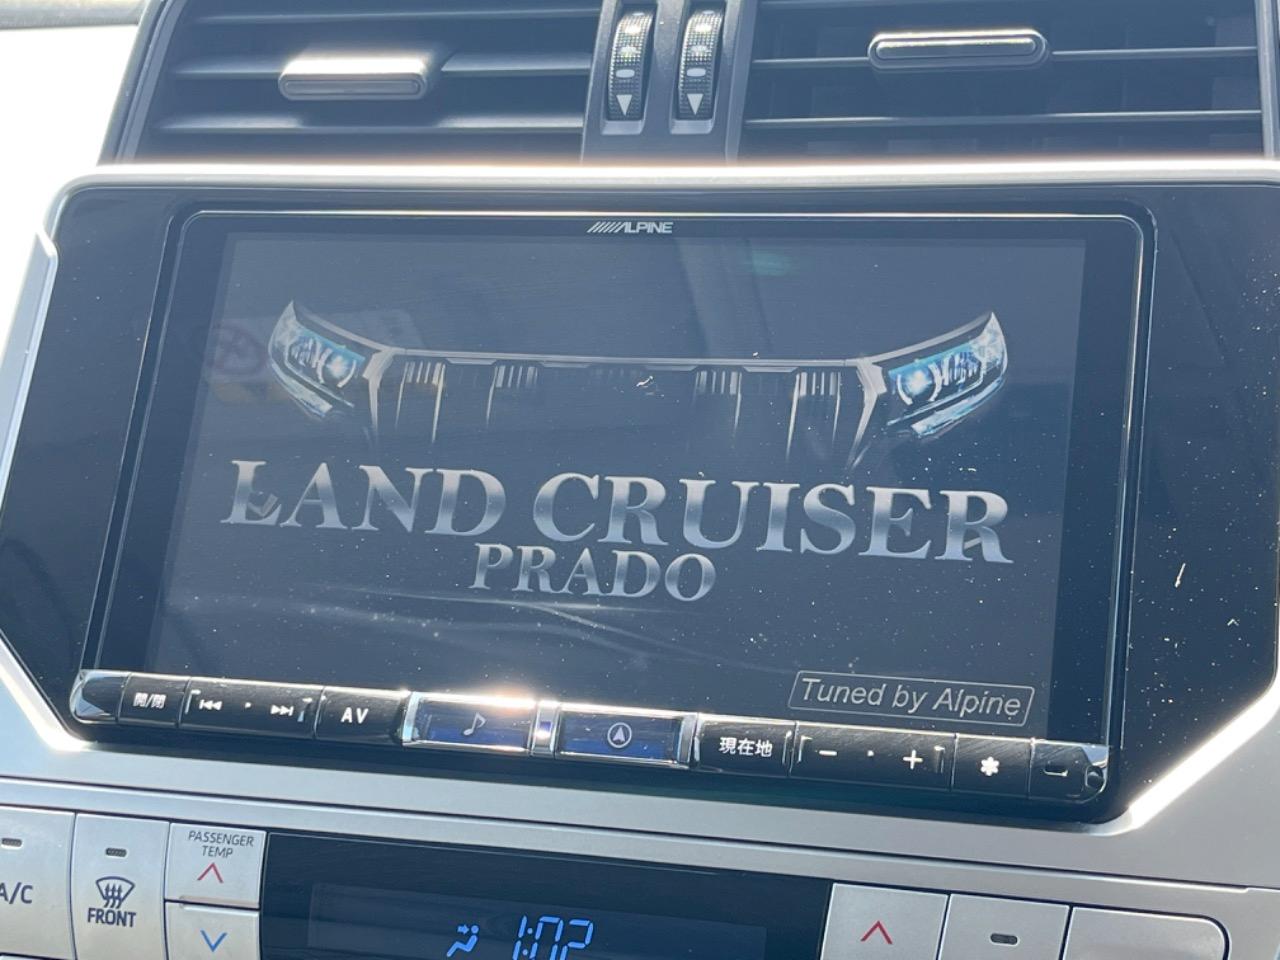 ALPINE
LAND CRUISER
PRADO
Tuned by Alpine
開/閉
AV
現在地
PASSENGER
TEMP
A/C
FRONT
1:02